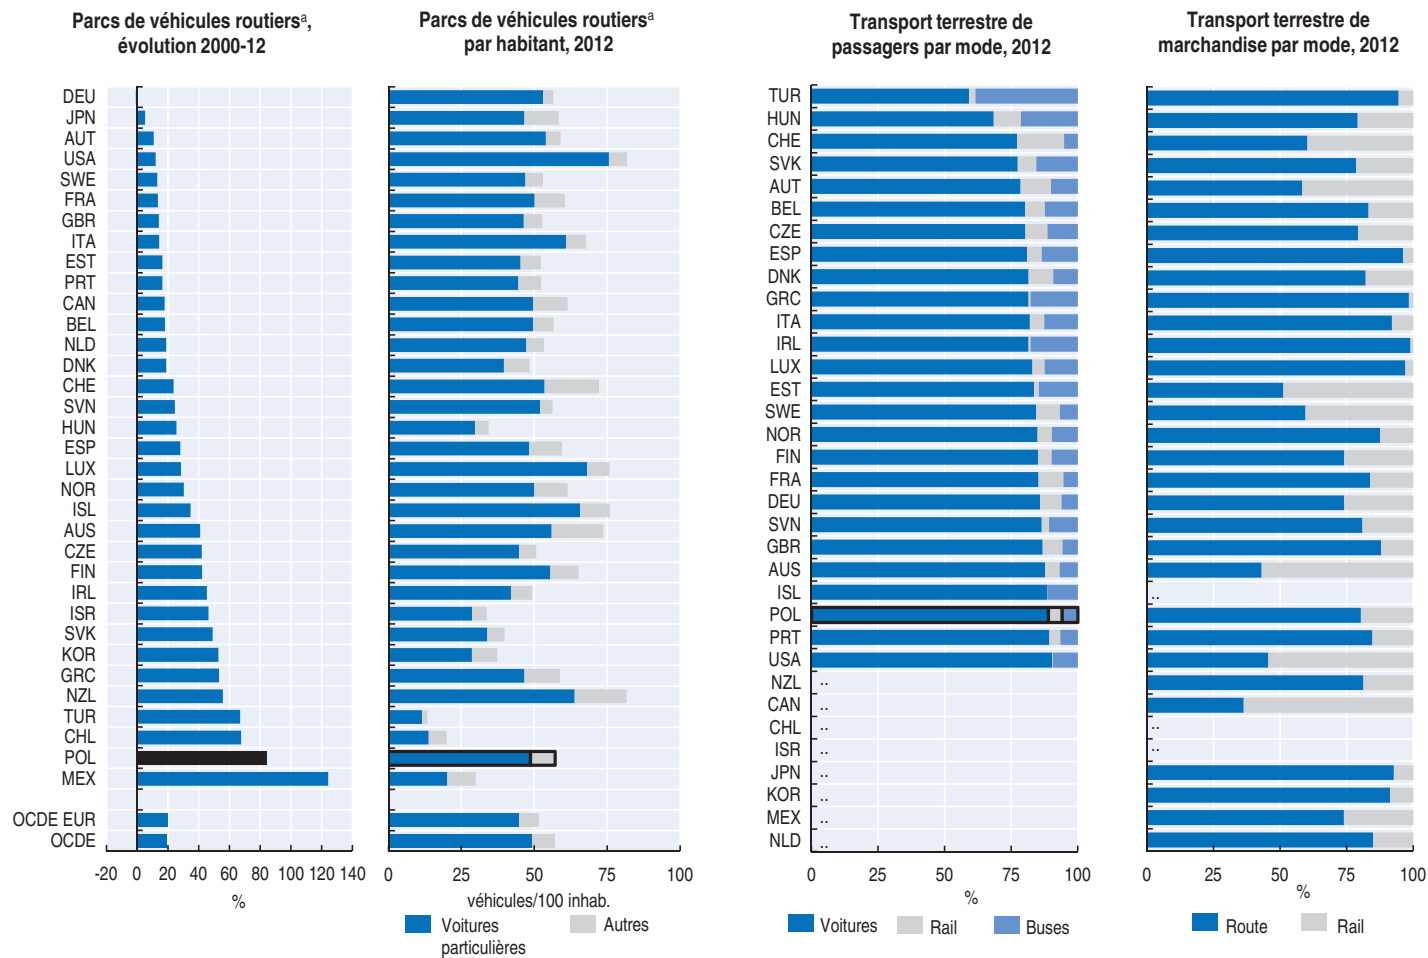 Parcs de véhicules routiersª,
évolution 2000-12
Parcs de véhicules routiersª
par habitant, 2012
Transport terrestre de
passagers par mode, 2012
Transport terrestre de
marchandise par mode, 2012
DEU
JPN
AUT
USA
SWE
FRA
GBR
ITA
EST
PRT
CAN
BEL
NLD
DNK
CHE
SVN
HUN
ESP
LUX
NOR
ISL
AUS
CZE
FIN
IRL
ISR
SVK
KOR
GRC
NZL
TUR
CHL
POL
MEX
OCDE EUR
OCDE
-20 0 20 40 60 80 100 120 140
%
0 25 50 75 100
véhicules/100 inhab.
Voitures
particulières
Autres
TUR
HUN
CHE
SVK
AUT
BEL
CZE
ESP
DNK
GRC
ITA
IRL
LUX
EST
SWE
NOR
FIN
FRA
DEU
SVN
GBR
AUS
ISL ..
POL
PRT
USA
NZL ..
CAN ..
CHL .. ..
ISR .. ..
JPN ..
KOR ..
MEX ..
NLD ..
0 25 50 75 100
%
Voitures Rail Buses
0 25 50 75 100
%
Route Rail